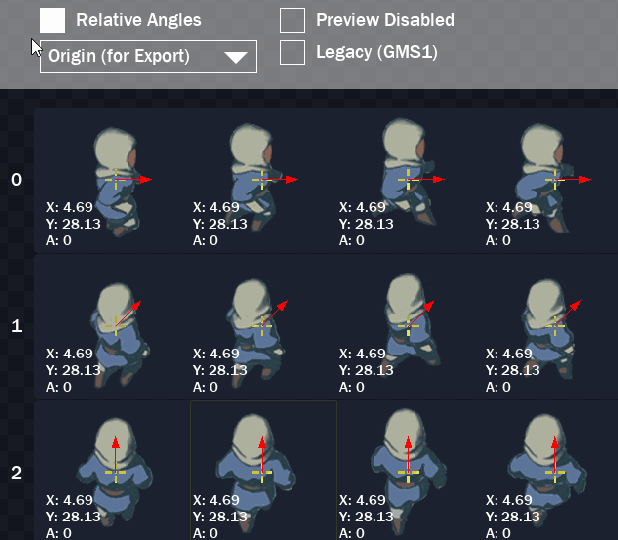 Relative Angles Preview Disabled
Origin (for Export) Legacy (GMS1)
0
X: 4.69 X: 4.69 X: 4.69 X: 4.69
Y: 28.13 Y: 28.13 Y: 28.13 Y: 28.13
A: 0 A: 0 A: 0 A: 0
1
X: 4.69 X: 4.69 X: 4.69 X: 4.69
Y: 28.13 Y: 28.13 Y: 28.13 Y: 28.13
A: 0 A: 0 A: 0 A: 0
2
X: 4.69 X: 4.69 X: 4.69 X: 4.69
Y: 28.13 Y: 28.13 Y: 28.13 Y: 28.13
A: 0 A: 0 A: 0 A: 0